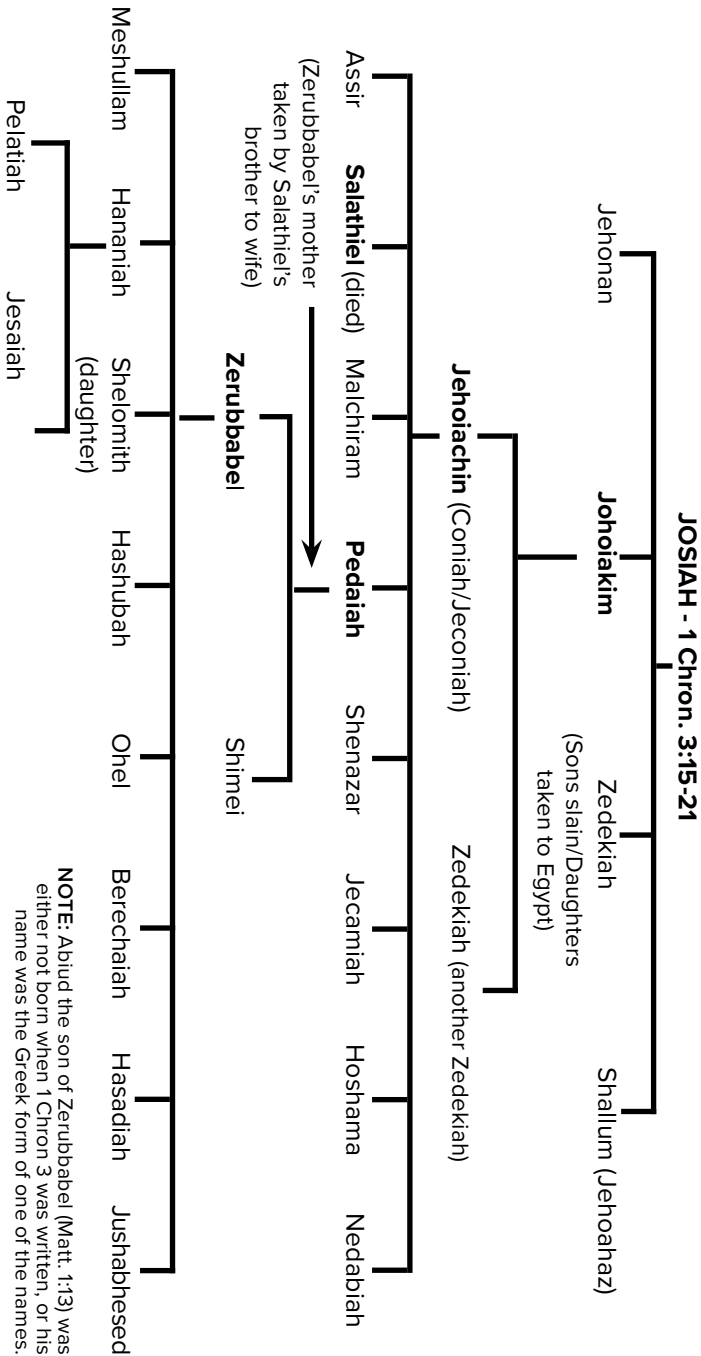 JOSIAH - 1 Chron. 3:15-21
Jehonan
Johoiakim
Zedekiah
(Sons slain/Daughters
taken to Egypt)
Shallum (Jehoahaz)
Jehoiachin (Coniah/Jeconiah)
Zedekiah (another Zedekiah)
Assir
Salathiel (died)
Malchiram
Pedaiah
Shenazar
Jecamiah
Hoshama
Nedabiah
(Zerubbabel's mother
taken by Salathiel's
brother to wife)
Zerubbabel
Shimei
Meshullam
Hananiah
Shelomith
(daughter)
Hashubah
Ohel
Berechaiah
Hasadiah
Jushabhesed
Pelatiah
Jesaiah
NOTE: Abiud the son of Zerubbabel (Matt. 1:13) was
either not born when 1 Chron 3 was written, or his
name was the Greek form of one of the names.